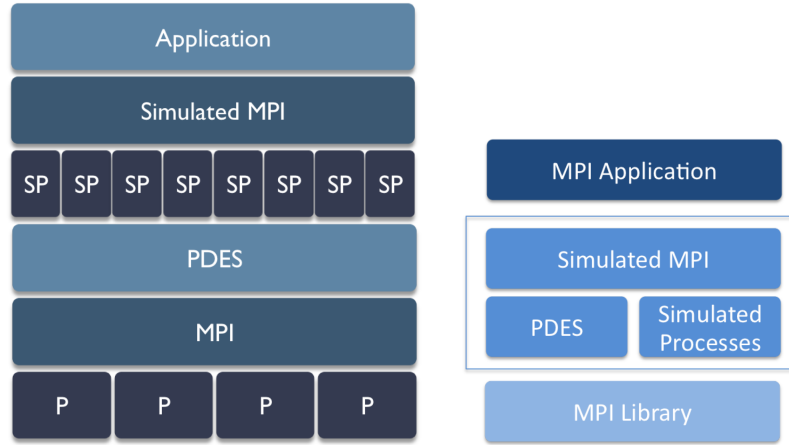 Application
Simulated MPI
SP SP SP SP SP SP SP SP
PDES
MPI
P P P P
MPI Application
Simulated MPI
PDES
Simulated
Processes
MPI Library